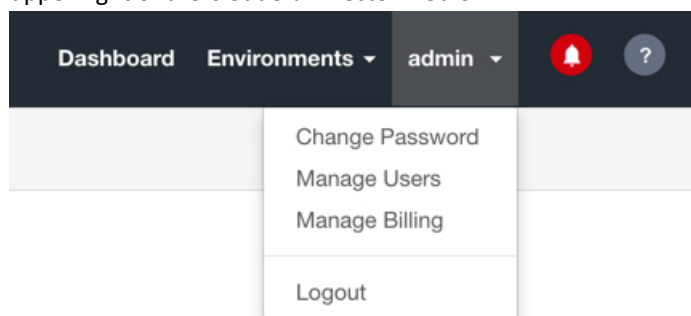 Dashboard Environments admin ?
Change Password
Manage Users
Manage Billing
Logout